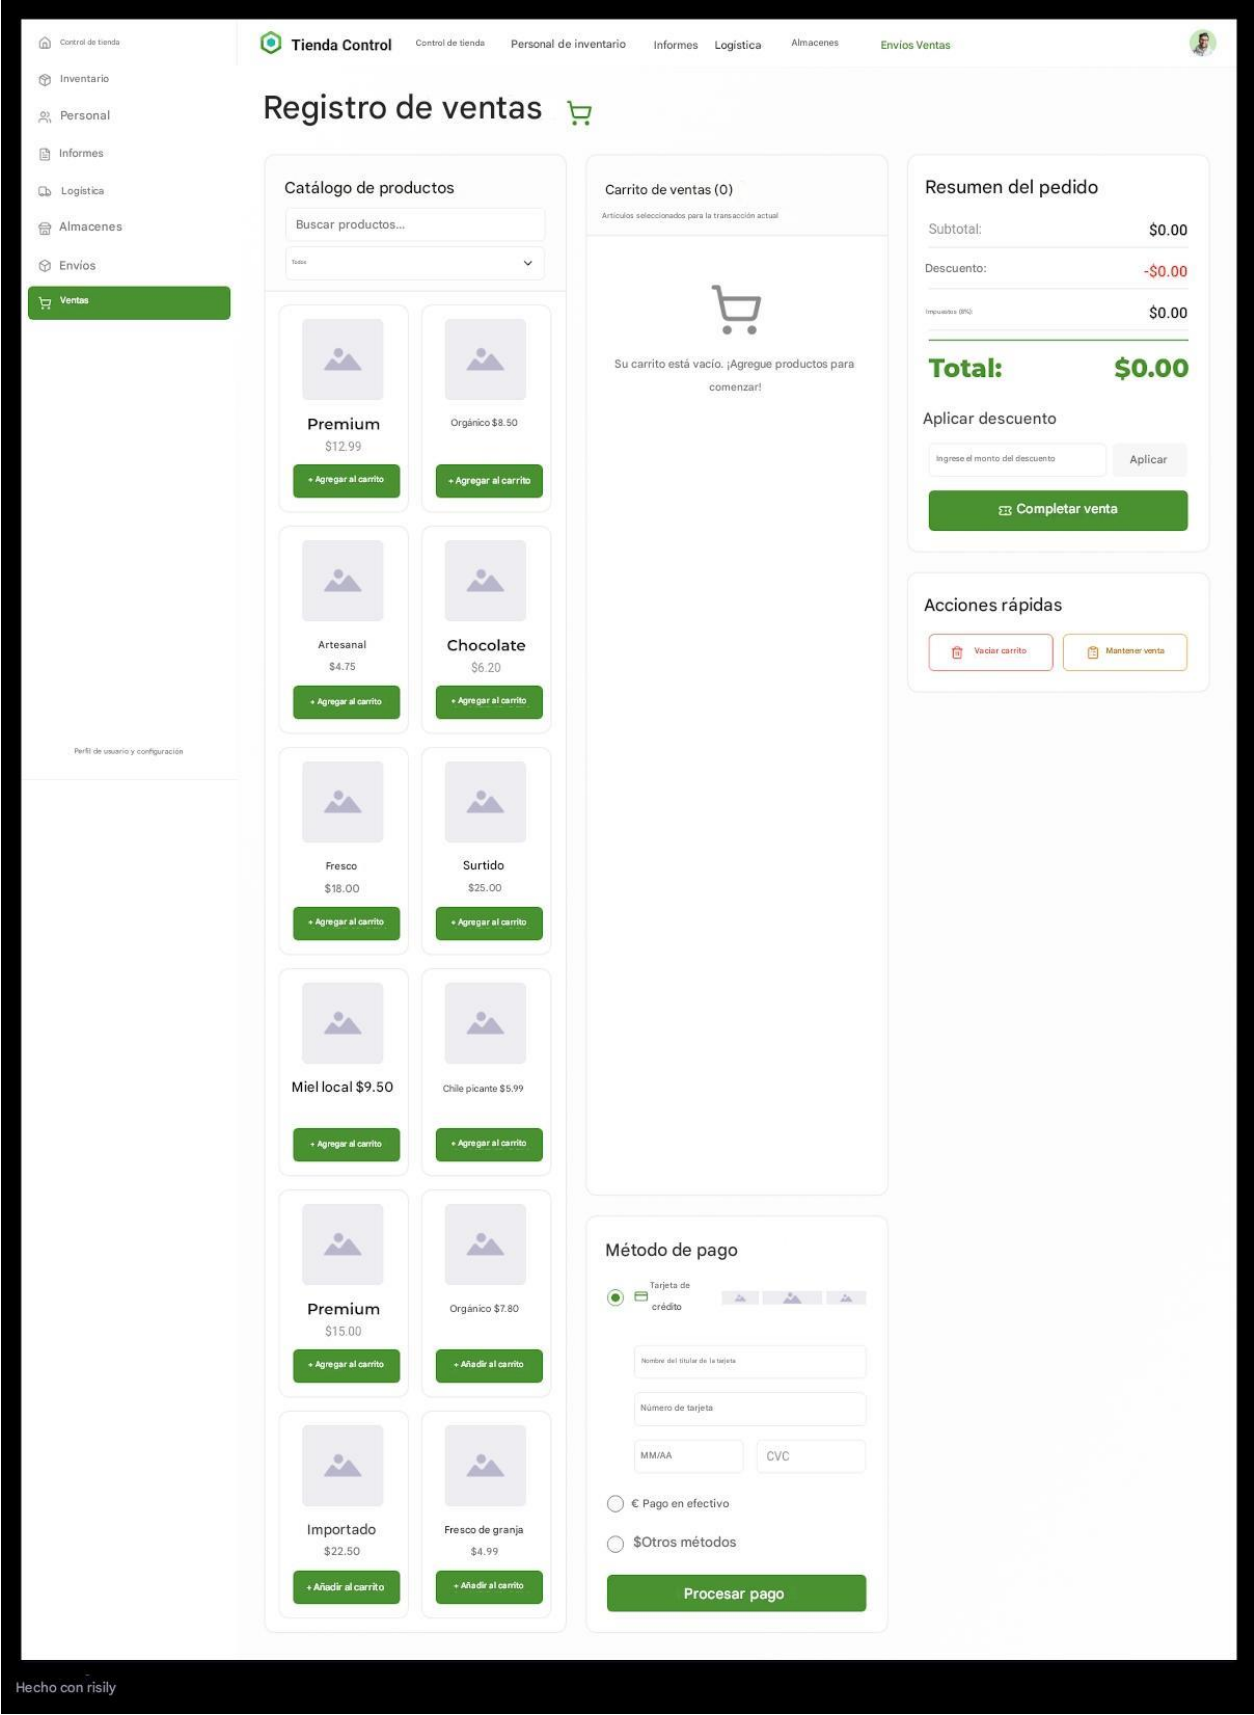 Control de tienda
Inventario
Personal
Informes
Logística
Almacenes
Envíos
Ventas
Perfil de usuario y configuración
Tienda Control
Control de tienda
Personal de inventario
Informes
Logística
Almacenes
Envíos Ventas
Registro de ventas
Catálogo de productos
Buscar productos...
Todos
Premium
$12.99
+ Agregar al carrito
Orgánico $8.50
+ Agregar al carrito
Artesanal
$4.75
+ Agregar al carrito
Chocolate
$6.20
+ Agregar al carrito
Fresco
$18.00
+ Agregar al carrito
Surtido
$25.00
+ Agregar al carrito
Miel local $9.50
+ Agregar al carrito
Chile picante $5.99
+ Agregar al carrito
Premium
$15.00
+ Agregar al carrito
Orgánico $7.80
+ Añadir al carrito
Importado
$22.50
+ Añadir al carrito
Fresco de granja
$4.99
+ Añadir al carrito
Carrito de ventas (0)
Artículos seleccionados para la transacción actual
Su carrito está vacío. ¡Agregue productos para
comenzar!
Método de pago
Tarjeta de
crédito
Nombre del titular de la tarjeta
Número de tarjeta
MM/AA
CVC
€ Pago en efectivo
$Otros métodos
Procesar pago
Resumen del pedido
Subtotal:
$0.00
Descuento:
-$0.00
Impuestos (8%)
$0.00
Total:
$0.00
Aplicar descuento
Ingrese el monto del descuento
Aplicar
Completar venta
Acciones rápidas
Vaciar carrito
Mantener venta
Hecho con risily